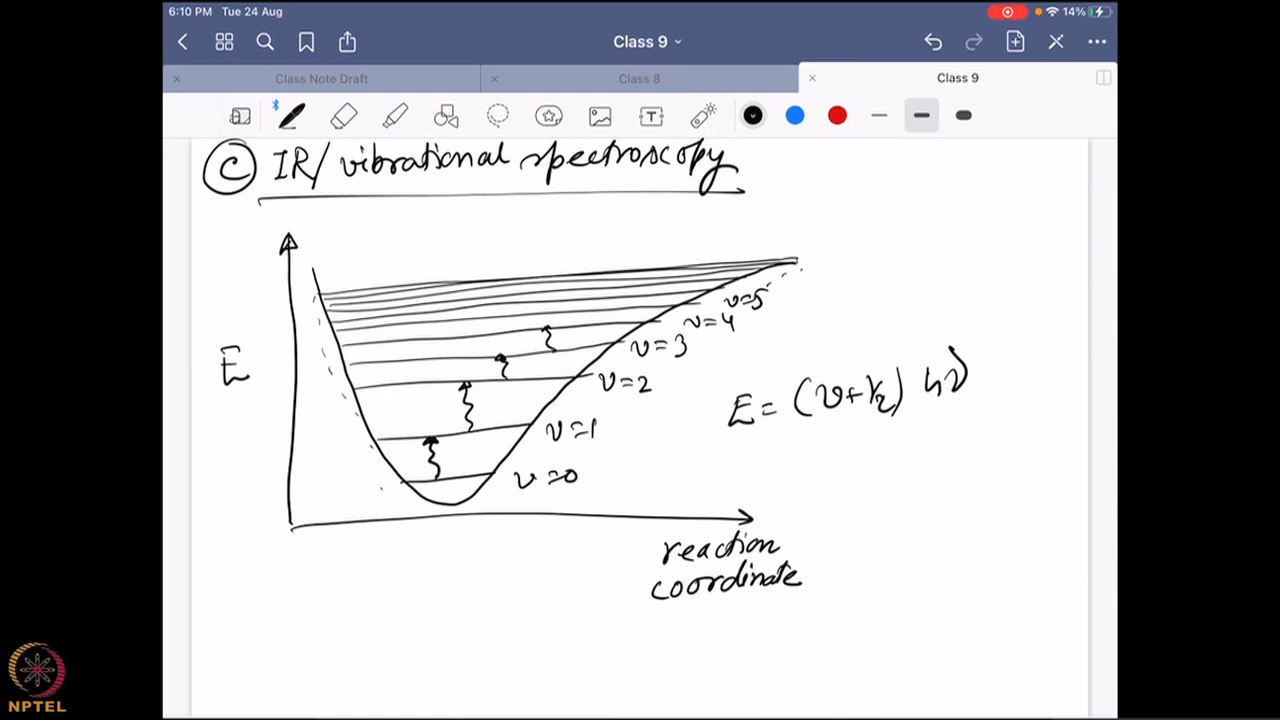 6:10 PM Tue 24 Aug
14%
Class 9
Class Note Draft
Class 8
Class 9
T
C IR/ vibrational spectroscopy
E
v=5
v=4
v=3
v=2
E = (v+1/2) hν
v=1
v=0
reaction
coordinate
NPTEL